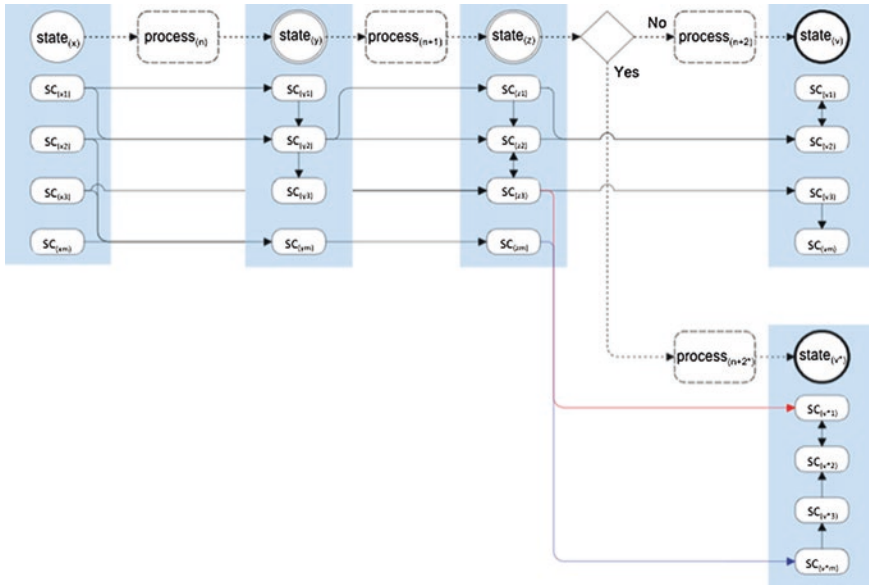 state(x) process(n) state(y) process(n+1) state(z) No process(n+2) state(v)
Yes
SC(x1) SC(y1) SC(z1) SC(v1)
SC(x2) SC(y2) SC(z2) SC(v2)
SC(x3) SC(y3) SC(z3) SC(v3)
SC(xm) SC(ym) SC(zm) SC(vm)
process(n+2*) state(v*)
SC(v*1)
SC(v*2)
SC(v*3)
SC(v*m)